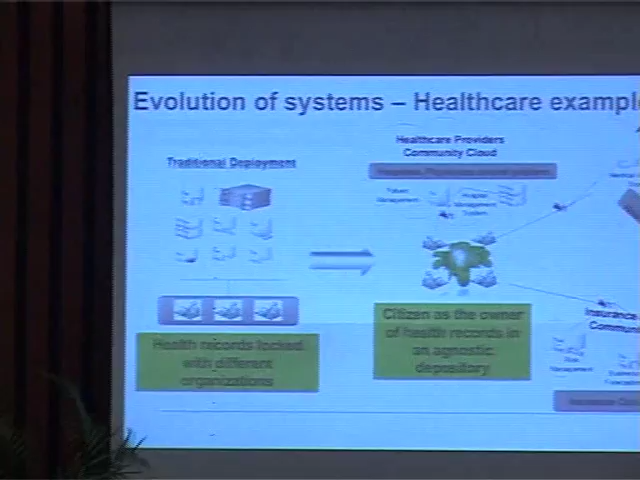 Evolution of systems – Healthcare exampl
Healthcare Providers
Community Cloud
Traditional Deployment
Patient
Management
Hospital
Management
System
Health records locked
with different
organizations
Citizen as the owner
of health records in
an agnostic
depository
Insurance
Commun
Risk
Management